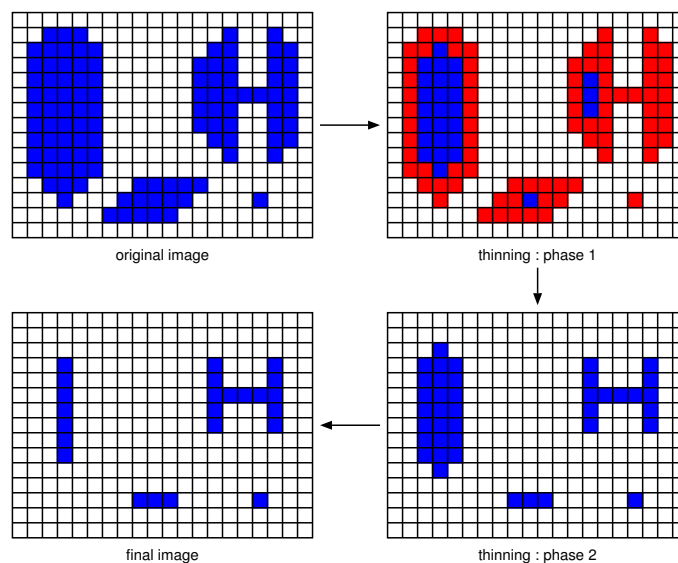 original image
thinning : phase 1
final image
thinning : phase 2